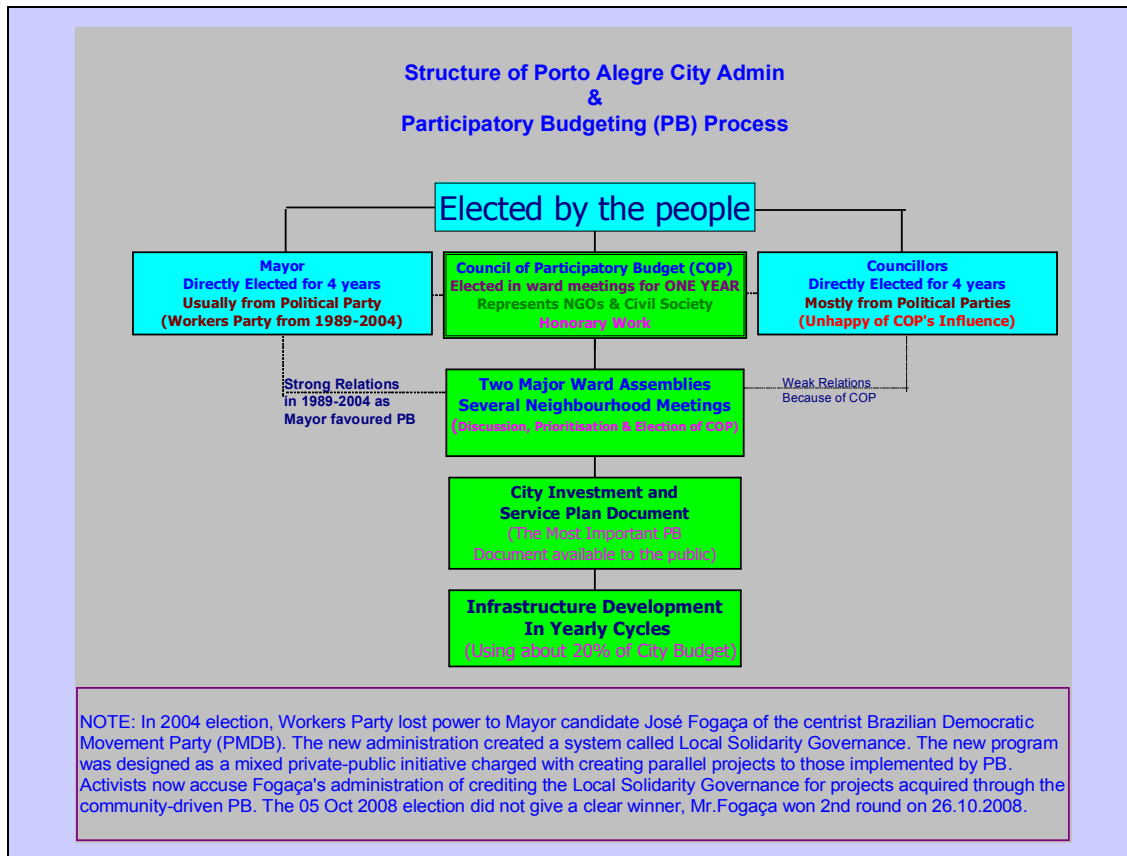 Structure of Porto Alegre City Admin
&
Participatory Budgeting (PB) Process
Elected by the people
Mayor
Directly Elected for 4 years
Usually from Political Party
(Workers Party from 1989-2004)
Council of Participatory Budget (COP)
Elected in ward meetings for ONE YEAR
Represents NGOs & Civil Society
Honorary Work
Councillors
Directly Elected for 4 years
Mostly from Political Parties
(Unhappy of COP's Influence)
Strong Relations
in 1989-2004 as
Mayor favoured PB
Two Major Ward Assemblies
Several Neighbourhood Meetings
(Discussion, Prioritisation & Election of COP)
Weak Relations
Because of COP
City Investment and
Service Plan Document
(The Most Important PB
Document available to the public)
Infrastructure Development
In Yearly Cycles
(Using about 20% of City Budget)
NOTE: In 2004 election, Workers Party lost power to Mayor candidate José Fogaça of the centrist Brazilian Democratic
Movement Party (PMDB). The new administration created a system called Local Solidarity Governance. The new program
was designed as a mixed private-public initiative charged with creating parallel projects to those implemented by PB.
Activists now accuse Fogaça's administration of crediting the Local Solidarity Governance for projects acquired through the
community-driven PB. The 05 Oct 2008 election did not give a clear winner, Mr.Fogaça won 2nd round on 26.10.2008.